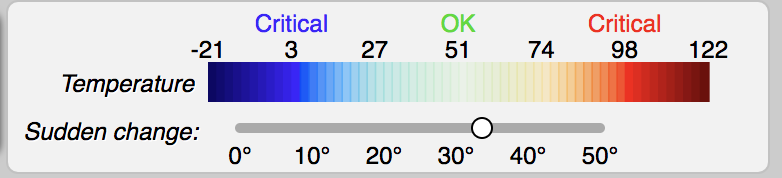 Critical OK Critical
-21 3 27 51 74 98 122
Temperature
Sudden change:
0° 10° 20° 30° 40° 50°